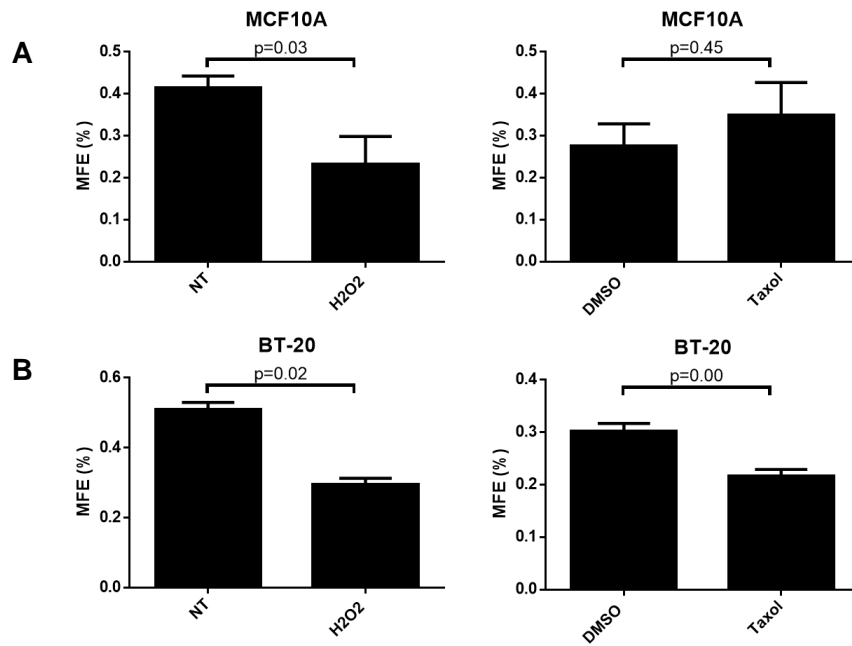 A
MCF10A
p=0.03
MFE (%)
0.5
0.4
0.3
0.2
0.1
0.0
NT
H2O2
MCF10A
p=0.45
MFE (%)
0.5
0.4
0.3
0.2
0.1
0.0
DMSO
Taxol
B
BT-20
p=0.02
MFE (%)
0.6
0.4
0.2
0.0
NT
H2O2
BT-20
p=0.00
MFE (%)
0.4
0.3
0.2
0.1
0.0
DMSO
Taxol